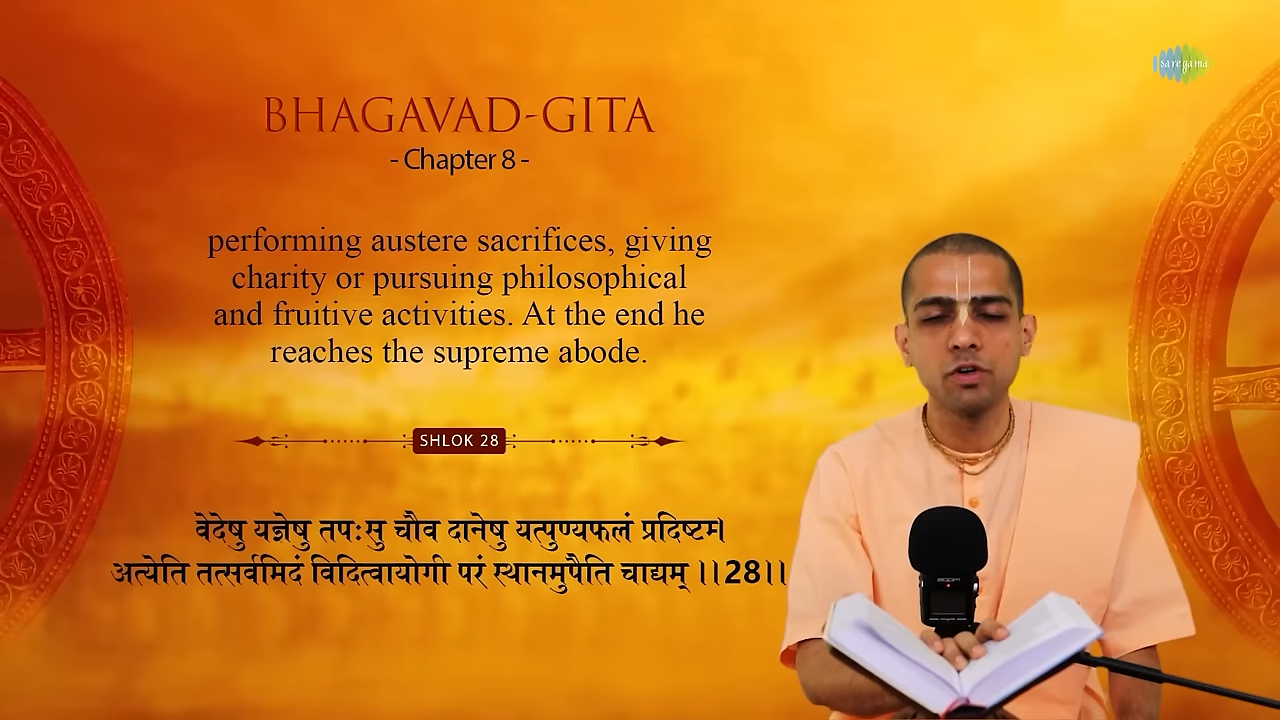 saregama
BHAGAVAD-GITA
- Chapter 8 -
performing austere sacrifices, giving
charity or pursuing philosophical
and fruitive activities. At the end he
reaches the supreme abode.
SHLOK 28
वेदेषु यज्ञेषु तपःसु चौव दानेषु यत्पुण्यफलं प्रदिष्टम।
अत्येति तत्सर्वमिदं विदित्वायोगी परं स्थानमुपैति चाद्यम् ।।28।।
ZOOM